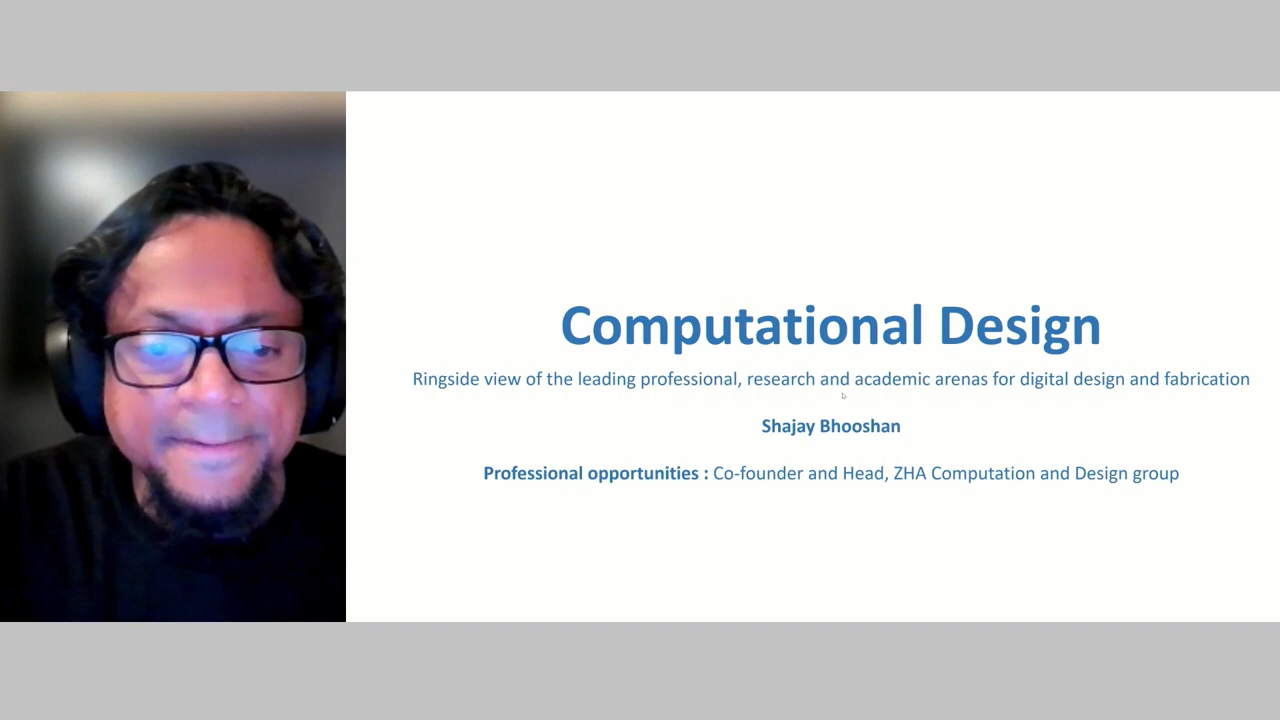 Computational Design
Ringside view of the leading professional, research and academic arenas for digital design and fabrication
Shajay Bhooshan
Professional opportunities : Co-founder and Head, ZHA Computation and Design group